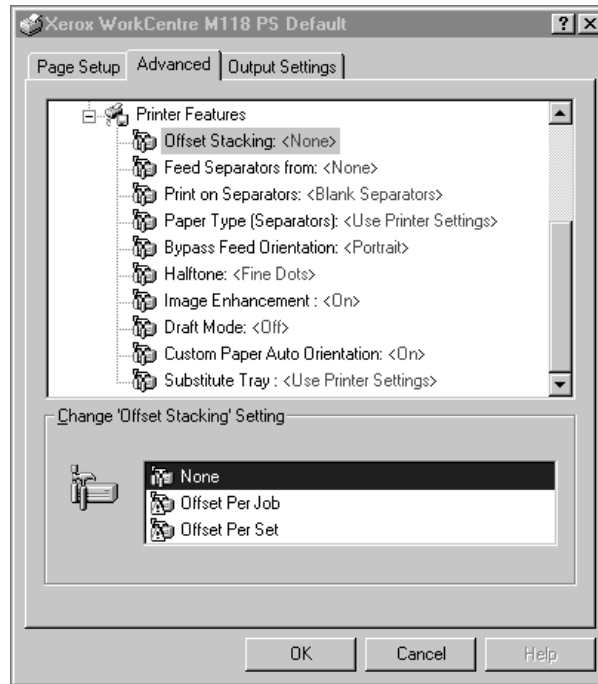 Xerox WorkCentre M118 PS Default
Page Setup
Advanced
Output Settings
Printer Features
Offset Stacking: <None>
Feed Separators from: <None>
Print on Separators: <Blank Separators>
Paper Type (Separators): <Use Printer Settings>
Bypass Feed Orientation: <Portrait>
Halftone: <Fine Dots>
Image Enhancement : <On>
Draft Mode: <Off>
Custom Paper Auto Orientation: <On>
Substitute Tray : <Use Printer Settings>
Change 'Offset Stacking' Setting
None
Offset Per Job
Offset Per Set
OK
Cancel
Help